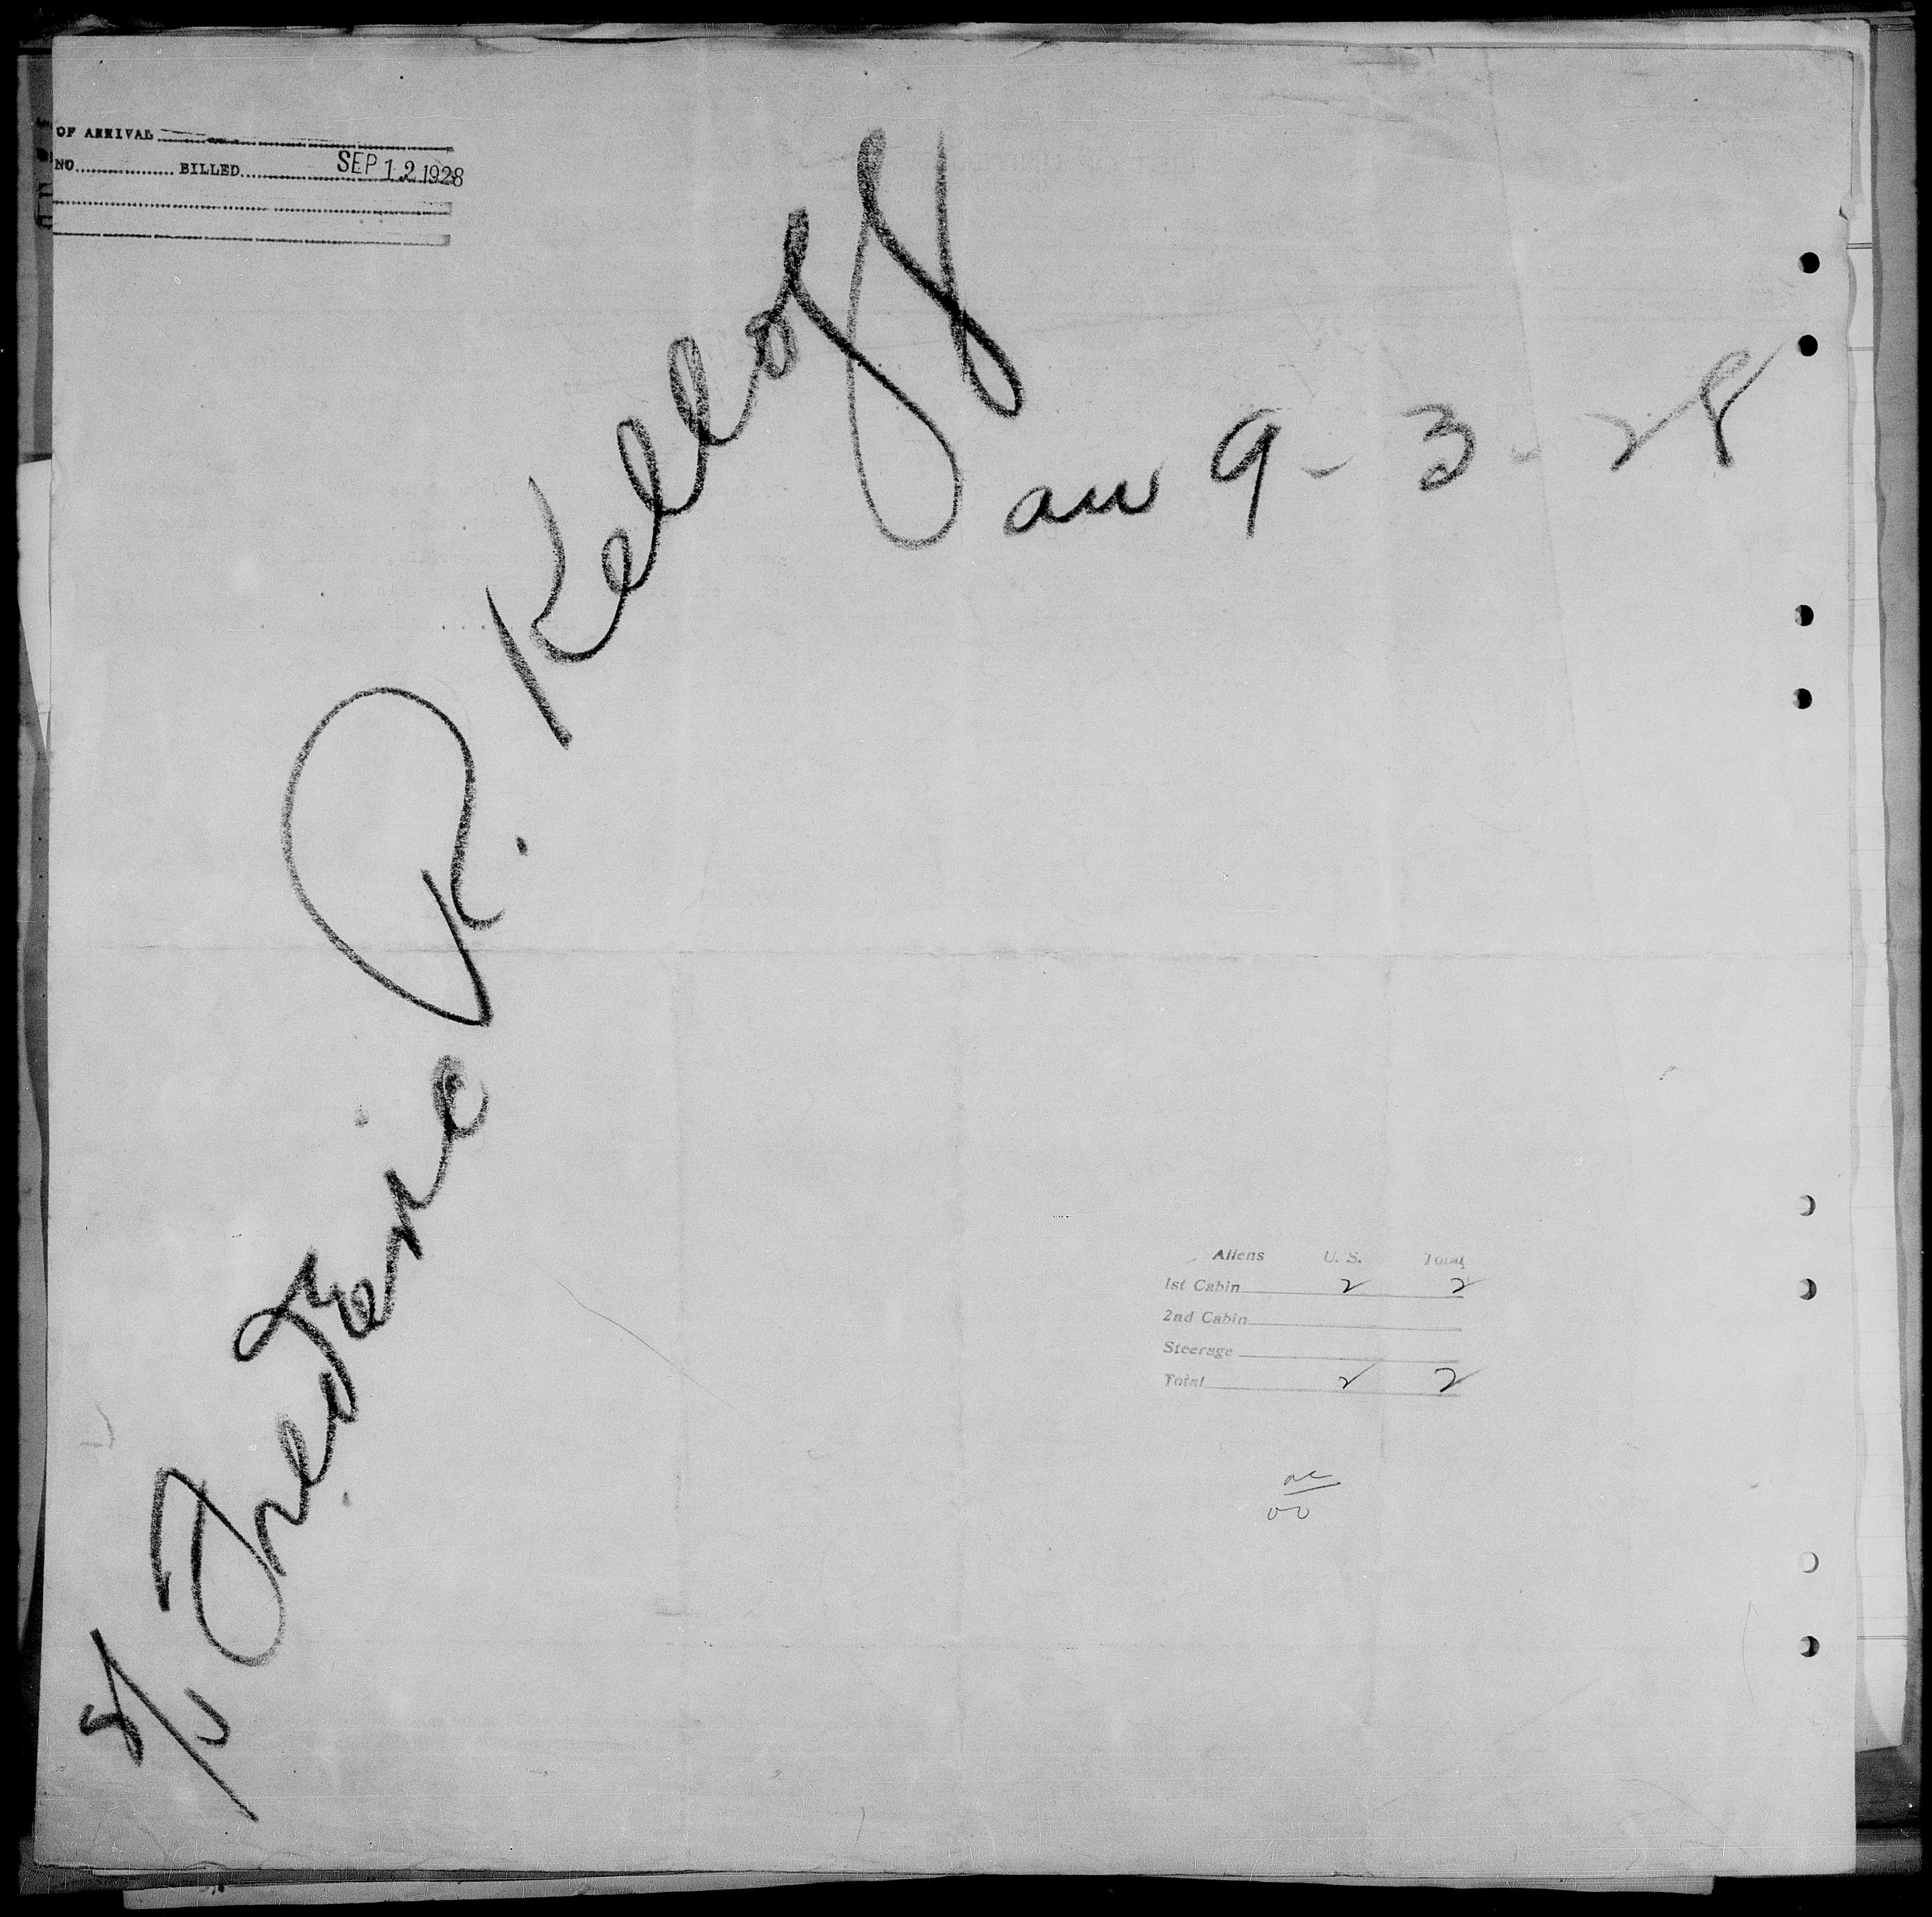 OF ARRIVAL
NO. BILLED SEP 12 1928
S/V Frederic R. Kellogg
arr 9-3-28
Aliens U. S. Total
1st Cabin 2 2
2nd Cabin
Steerage
Total 2 2